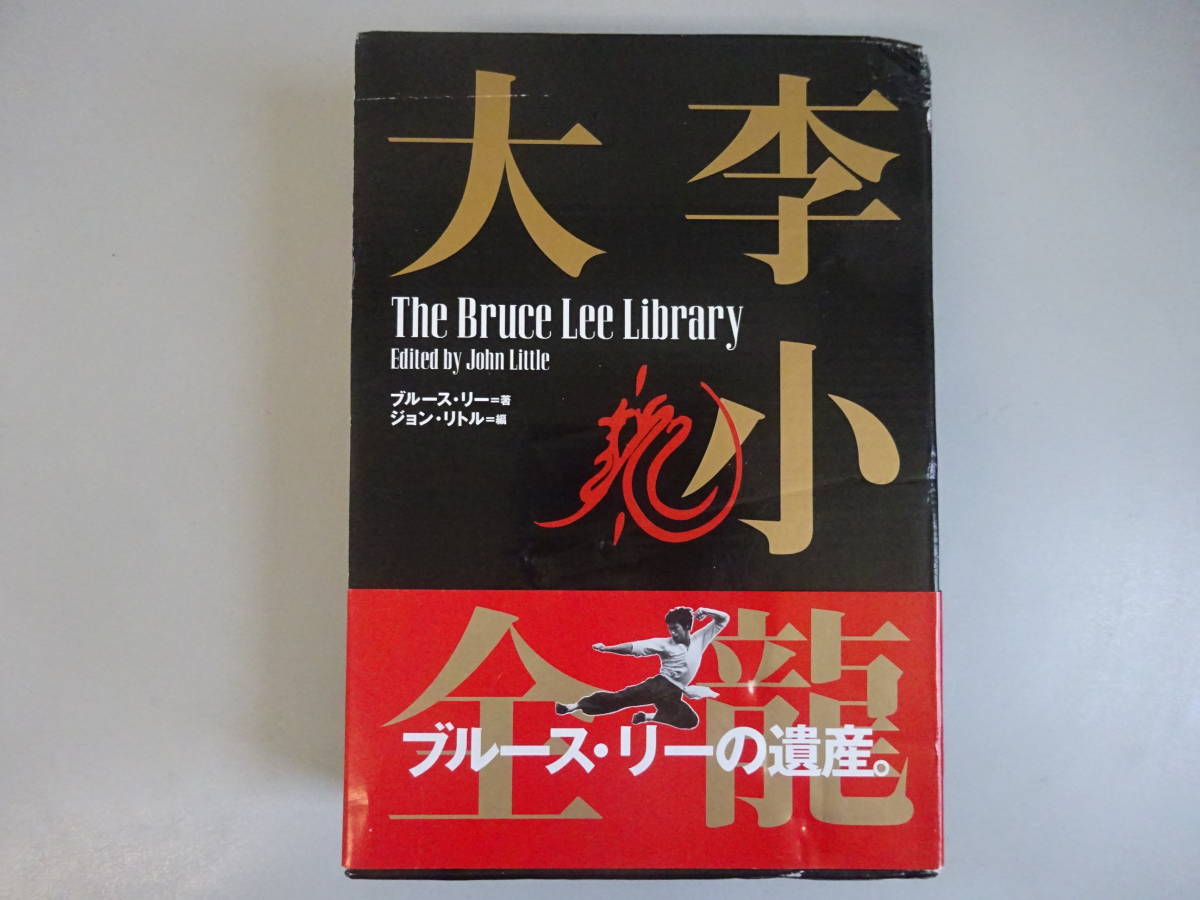 李小龍
大全
The Bruce Lee Library
Edited by John Little
ブルース・リー=著
ジョン・リトル=編
ブルース・リーの遺産。